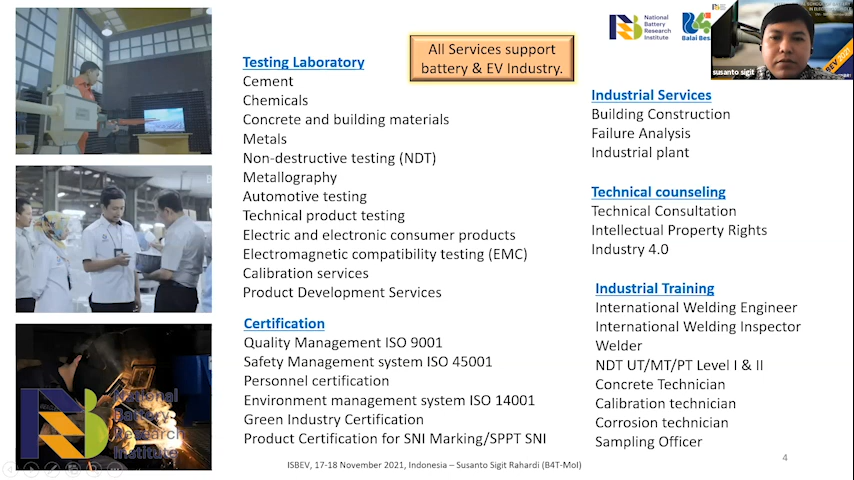 All Services support
battery & EV Industry.
National
Battery
Research
Institute
Balai Bes
susanto sigit
Testing Laboratory
Cement
Chemicals
Concrete and building materials
Metals
Non-destructive testing (NDT)
Metallography
Automotive testing
Technical product testing
Electric and electronic consumer products
Electromagnetic compatibility testing (EMC)
Calibration services
Product Development Services
Certification
Quality Management ISO 9001
Safety Management system ISO 45001
Personnel certification
Environment management system ISO 14001
Green Industry Certification
Product Certification for SNI Marking/SPPT SNI
Industrial Services
Building Construction
Failure Analysis
Industrial plant
Technical counseling
Technical Consultation
Intellectual Property Rights
Industry 4.0
Industrial Training
International Welding Engineer
International Welding Inspector
Welder
NDT UT/MT/PT Level I & II
Concrete Technician
Calibration technician
Corrosion technician
Sampling Officer
National
Battery
Research
Institute
ISBEV, 17-18 November 2021, Indonesia – Susanto Sigit Rahardi (B4T-MoI)
4